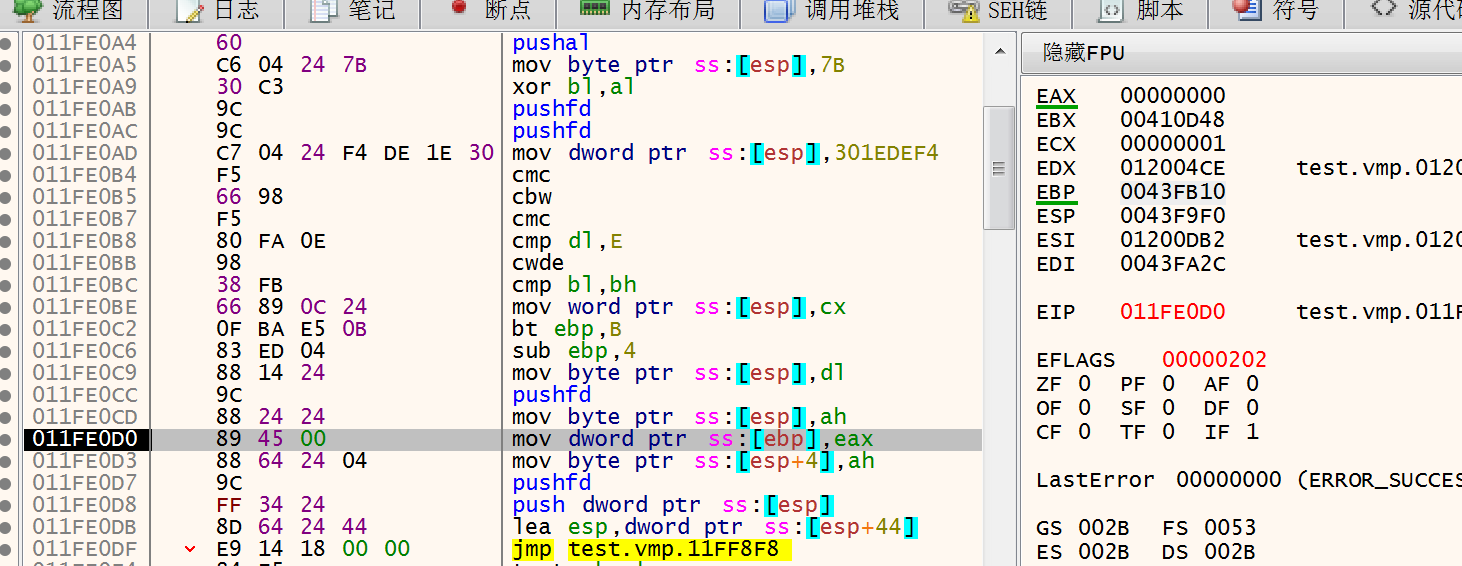 流程图 日志 笔记 断点 内存布局 调用堆栈 SEH链 脚本 符号 源代码
011FE0A4 60 pushal
011FE0A5 C6 04 24 7B mov byte ptr ss:[esp],7B
011FE0A9 30 C3 xor bl,al
011FE0AB 9C pushfd
011FE0AC 9C pushfd
011FE0AD C7 04 24 F4 DE 1E 30 mov dword ptr ss:[esp],301EDEF4
011FE0B4 F5 cmc
011FE0B5 66 98 cbw
011FE0B7 F5 cmc
011FE0B8 80 FA 0E cmp dl,E
011FE0BB 98 cwde
011FE0BC 38 FB cmp bl,bh
011FE0BE 66 89 0C 24 mov word ptr ss:[esp],cx
011FE0C2 0F BA E5 0B bt ebp,B
011FE0C6 83 ED 04 sub ebp,4
011FE0C9 88 14 24 mov byte ptr ss:[esp],dl
011FE0CC 9C pushfd
011FE0CD 88 24 24 mov byte ptr ss:[esp],ah
011FE0D0 89 45 00 mov dword ptr ss:[ebp],eax
011FE0D3 88 64 24 04 mov byte ptr ss:[esp+4],ah
011FE0D7 9C pushfd
011FE0D8 FF 34 24 push dword ptr ss:[esp]
011FE0DB 8D 64 24 44 lea esp,dword ptr ss:[esp+44]
011FE0DF E9 14 18 00 00 jmp test.vmp.11FF8F8
隐藏FPU
EAX 00000000
EBX 00410D48
ECX 00000001
EDX 012004CE test.vmp.0120
EBP 0043FB10
ESP 0043F9F0
ESI 01200DB2 test.vmp.0120
EDI 0043FA2C
EIP 011FE0D0 test.vmp.011F
EFLAGS 00000202
ZF 0 PF 0 AF 0
OF 0 SF 0 DF 0
CF 0 TF 0 IF 1
LastError 00000000 (ERROR_SUCCES
GS 002B FS 0053
ES 002B DS 002B